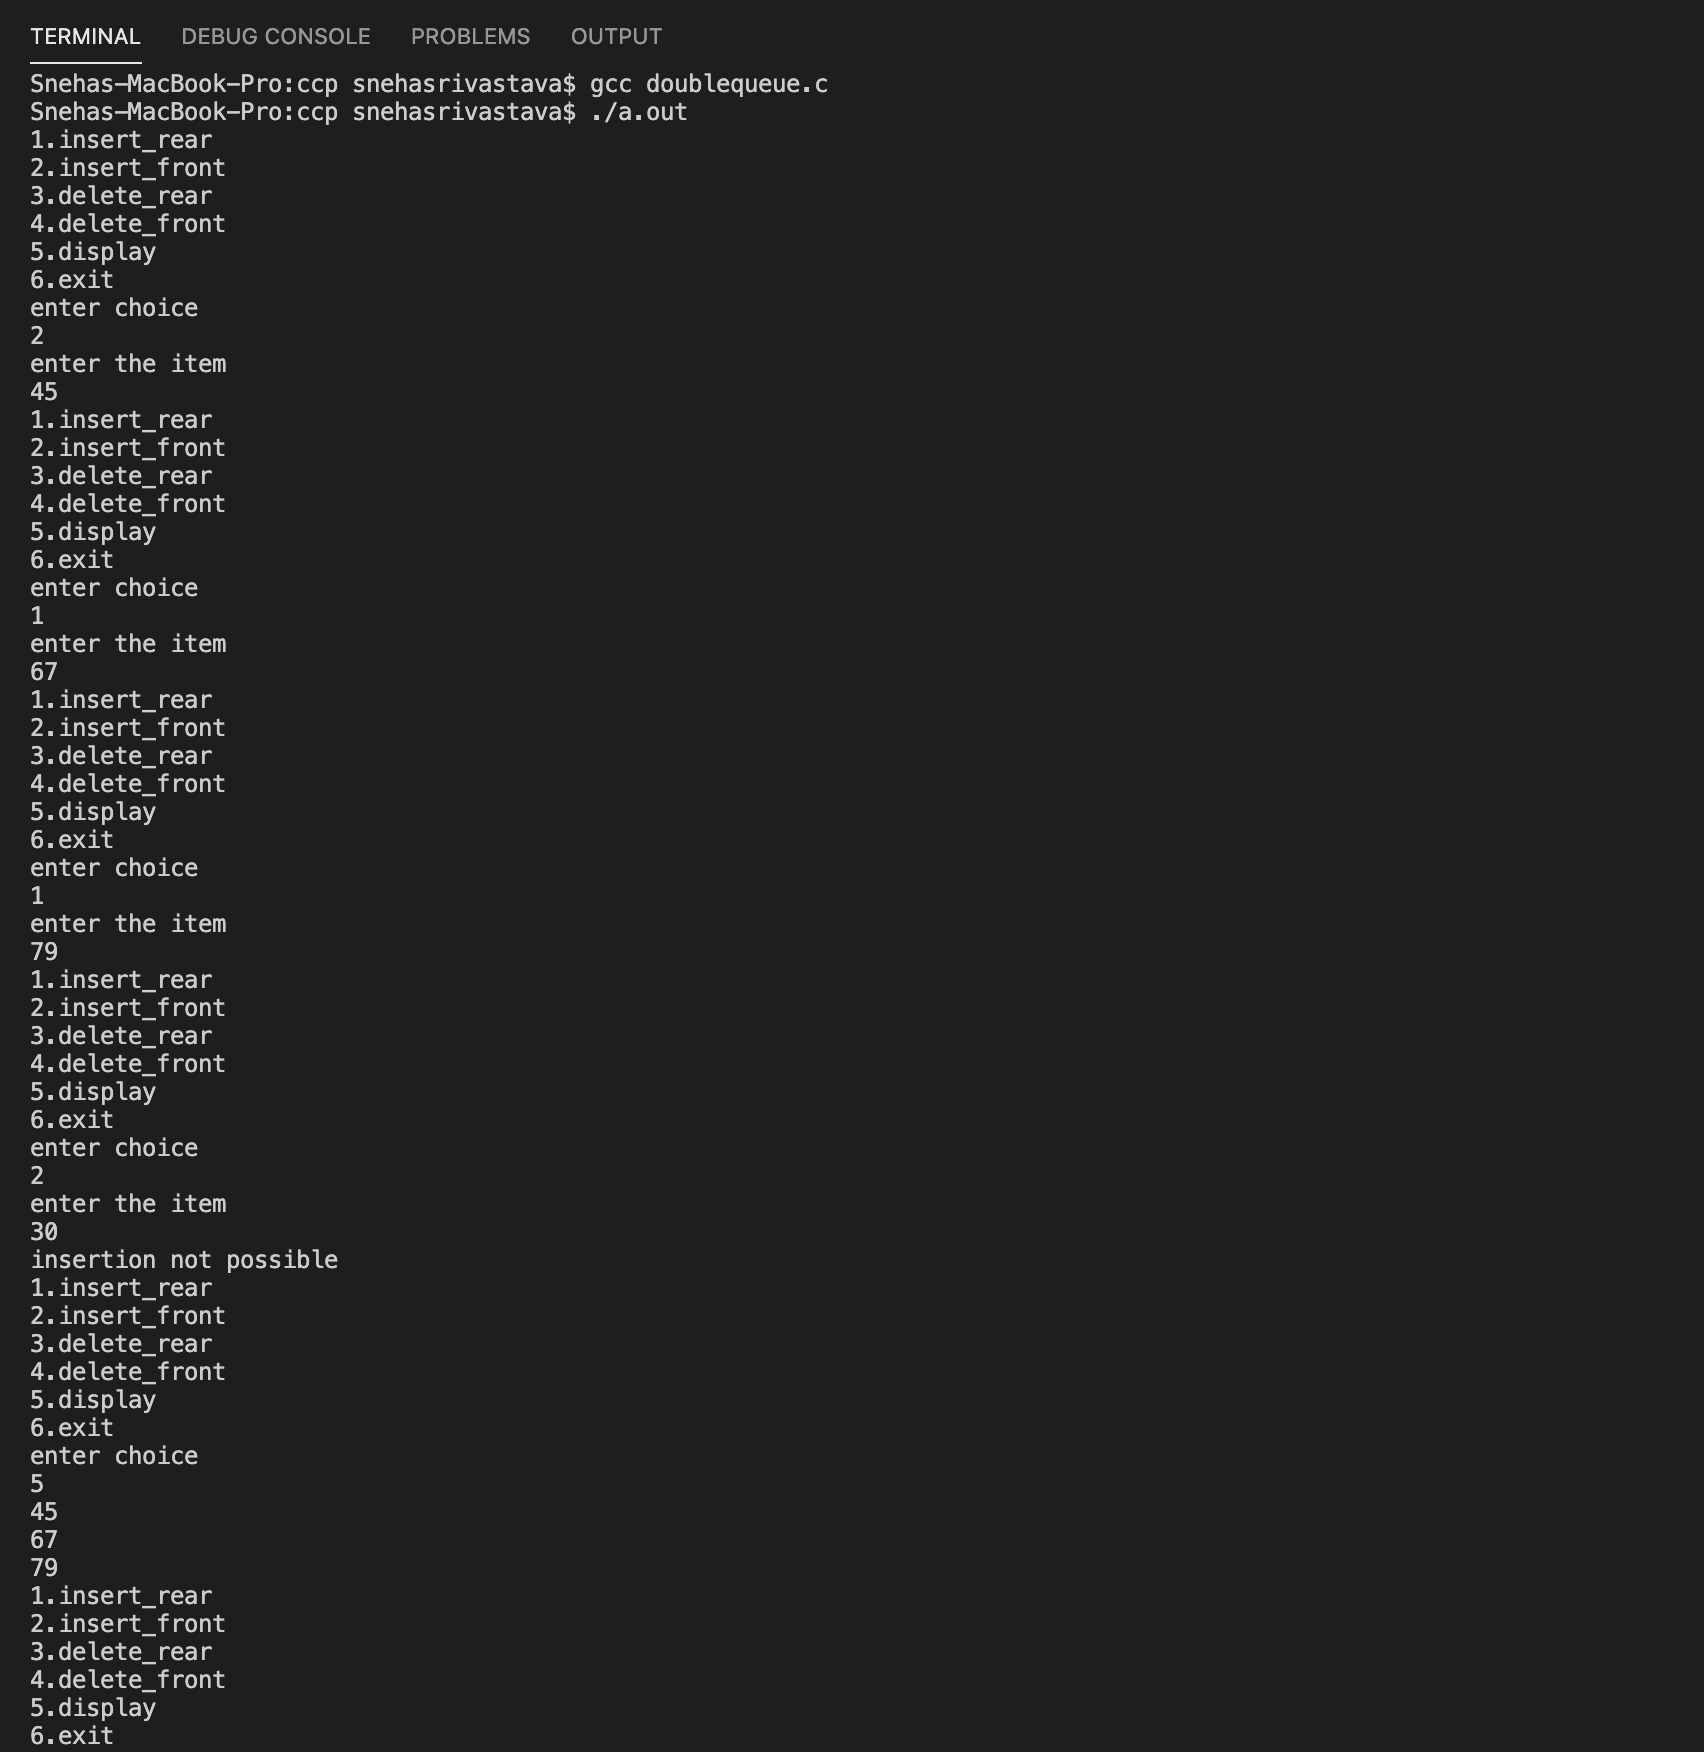 TERMINAL DEBUG CONSOLE PROBLEMS OUTPUT
Snehas-MacBook-Pro:ccp snehasrivastava$ gcc doublequeue.c
Snehas-MacBook-Pro:ccp snehasrivastava$ ./a.out
1.insert_rear
2.insert_front
3.delete_rear
4.delete_front
5.display
6.exit
enter choice
2
enter the item
45
1.insert_rear
2.insert_front
3.delete_rear
4.delete_front
5.display
6.exit
enter choice
1
enter the item
67
1.insert_rear
2.insert_front
3.delete_rear
4.delete_front
5.display
6.exit
enter choice
1
enter the item
79
1.insert_rear
2.insert_front
3.delete_rear
4.delete_front
5.display
6.exit
enter choice
2
enter the item
30
insertion not possible
1.insert_rear
2.insert_front
3.delete_rear
4.delete_front
5.display
6.exit
enter choice
5
45
67
79
1.insert_rear
2.insert_front
3.delete_rear
4.delete_front
5.display
6.exit